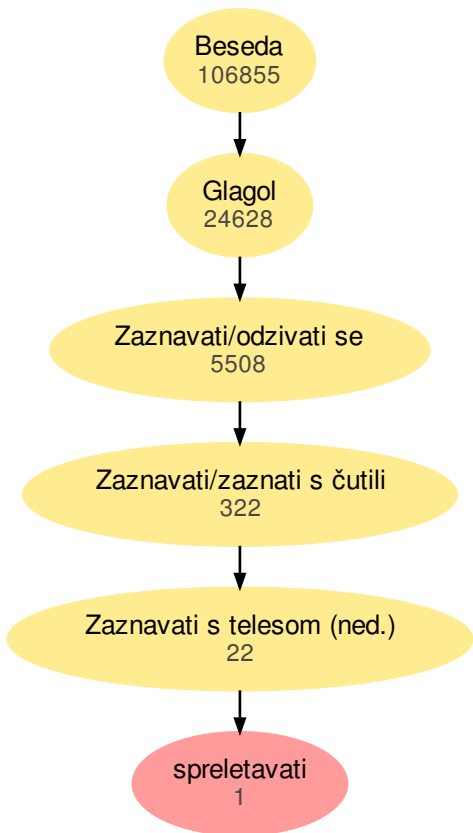 Beseda
106855
Glagol
24628
Zaznavati/odzivati se
5508
Zaznavati/zaznati s čutili
322
Zaznavati s telesom (ned.)
22
spreletavati
1